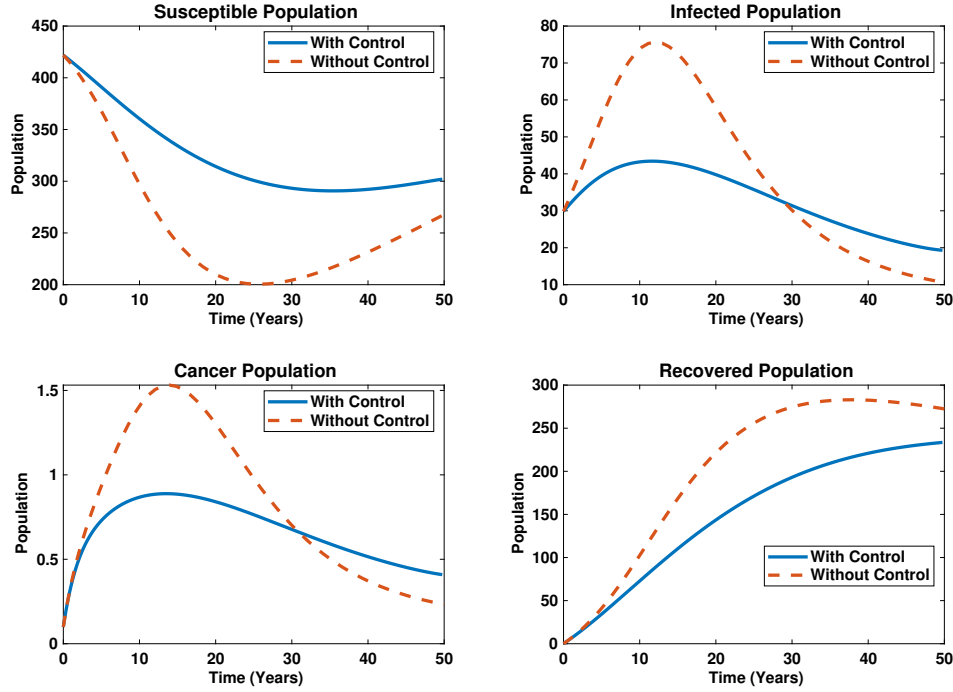 Susceptible Population
450
400
350
300
250
200
Population
0 10 20 30 40 50
Time (Years)
With Control
Without Control
Infected Population
80
70
60
50
40
30
20
10
Population
0 10 20 30 40 50
Time (Years)
With Control
Without Control
Cancer Population
1.5
1
0.5
0
Population
0 10 20 30 40 50
Time (Years)
With Control
Without Control
Recovered Population
300
250
200
150
100
50
0
Population
0 10 20 30 40 50
Time (Years)
With Control
Without Control